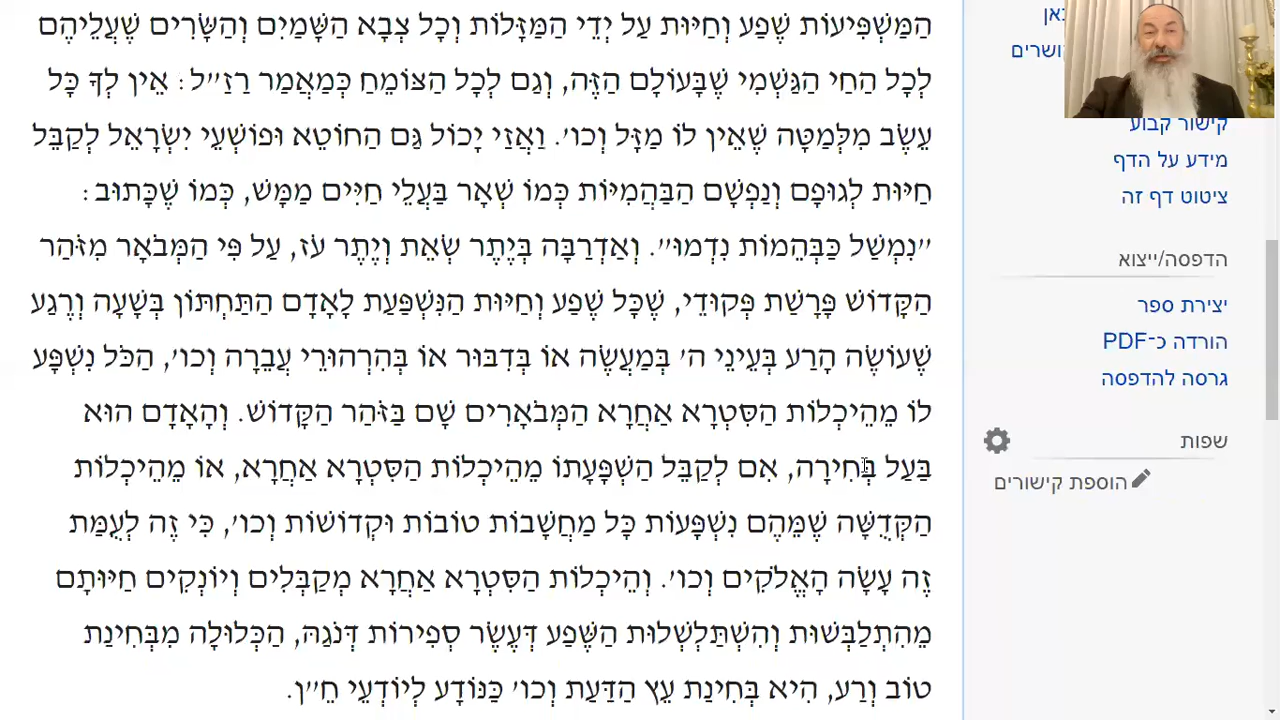 הַמַּשְׁפִּיעוֹת שֶׁפַע וְחַיּוּת עַל יְדֵי הַמַּזָּלוֹת וְכָל צְבָא הַשָּׁמַיִם וְהַשָּׂרִים שֶׁעֲלֵיהֶם
לְכָל הַחַי הַגַּשְׁמִי שֶׁבָּעוֹלָם הַזֶּה, וְגַם לְכָל הַצּוֹמֵחַ כְּמַאֲמַר רַזַ״ל : אֵין לְךָ כָּל
עֵשֶׂב מִלְּמַטָּה שֶׁאֵין לוֹ מַזָּל וְכוּ׳. וַאֲזַי יָכוֹל גַּם הַחוֹטֵא וּפוֹשְׁעֵי יִשְׂרָאֵל לְקַבֵּל
חַיּוּת לְגוּפָם וְנַפְשָׁם הַבַּהֲמִיּוֹת כְּמוֹ שְׁאָר בַּעֲלֵי חַיִּים מַמָּשׁ, כְּמוֹ שֶׁכָּתוּב :
״נִמְשַׁל כַּבְּהֵמוֹת נִדְמוּ״. וְאַדְרַבָּה בְּיֶתֶר שְׂאֵת וְיֶתֶר עֹז, עַל פִּי הַמְּבֹאָר מִזֹּהַר
הַקָּדוֹשׁ פָּרָשַׁת פְּקוּדֵי, שֶׁכָּל שֶׁפַע וְחַיּוּת הַנִּשְׁפַּעַת לָאָדָם הַתַּחְתּוֹן בְּשָׁעָה וְרֶגַע
שֶׁעוֹשֶׂה הָרַע בְּעֵינֵי ה׳ בְּמַעֲשֶׂה אוֹ בְּדִבּוּר אוֹ בְּהִרְהוּרֵי עֲבֵרָה וְכוּ׳, הַכֹּל נִשְׁפָּע
לוֹ מֵהֵיכְלוֹת הַסִּטְרָא אַחֲרָא הַמְּבֹאָרִים שָׁם בַּזֹּהַר הַקָּדוֹשׁ. וְהָאָדָם הוּא
בַּעַל בְּחִירָה, אִם לְקַבֵּל הַשְׁפָּעָתוֹ מֵהֵיכְלוֹת הַסִּטְרָא אַחֲרָא, אוֹ מֵהֵיכְלוֹת
הַקְּדֻשָּׁה שֶׁמֵּהֶם נִשְׁפָּעוֹת כָּל מַחֲשָׁבוֹת טוֹבוֹת וּקְדוֹשׁוֹת וְכוּ׳, כִּי זֶה לְעֻמַּת
זֶה עָשָׂה הָאֱלֹקִים וְכוּ׳. וְהֵיכְלוֹת הַסִּטְרָא אַחֲרָא מְקַבְּלִים וְיוֹנְקִים חַיּוּתָם
מֵהִתְלַבְּשׁוּת וְהִשְׁתַּלְשְׁלוּת הַשֶּׁפַע דְּעֶשֶׂר סְפִירוֹת דְּנֹגַהּ, הַכְּלוּלָה מִבְּחִינַת
טוֹב וְרַע, הִיא בְּחִינַת עֵץ הַדַּעַת וְכוּ׳ כַּנּוֹדָע לְיוֹדְעֵי חֵ״ן.
קישור קבוע
מידע על הדף
ציטוט דף זה
הדפסה/ייצוא
יצירת ספר
הורדה כ־PDF
גרסה להדפסה
שפות
הוספת קישורים